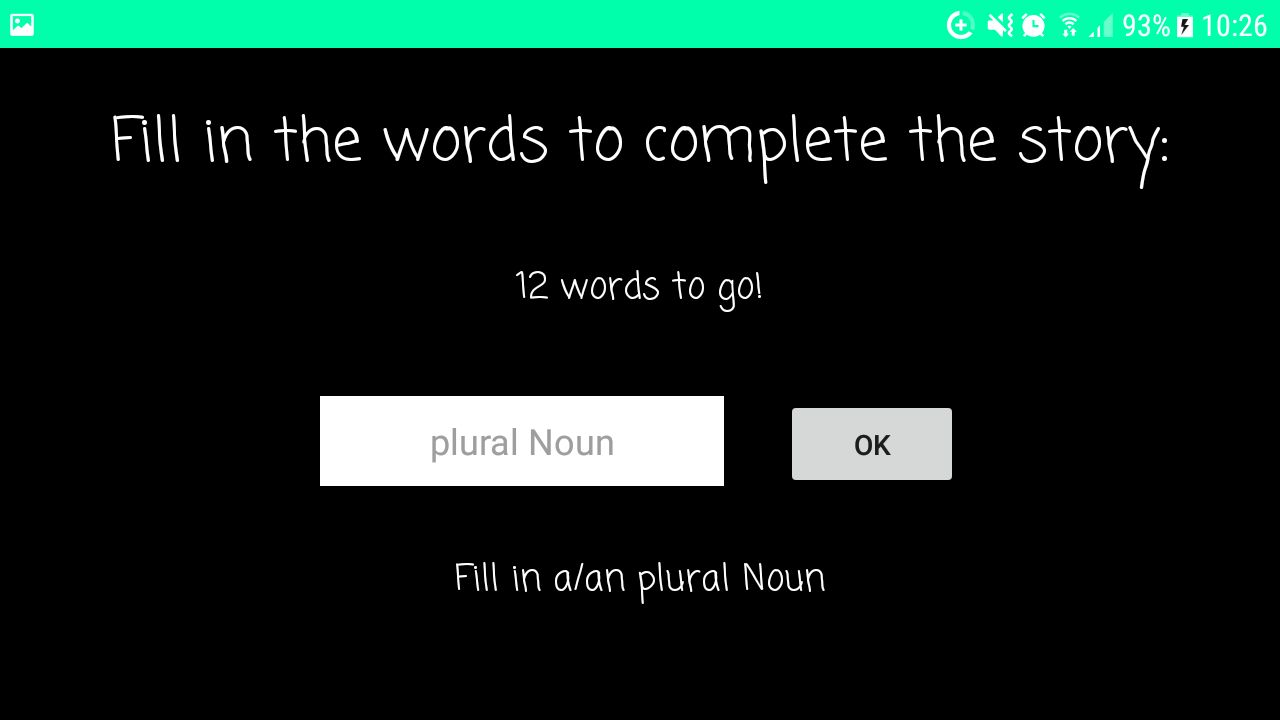 93% 10:26
Fill in the words to complete the story:
12 words to go!
plural Noun
OK
Fill in a/an plural Noun